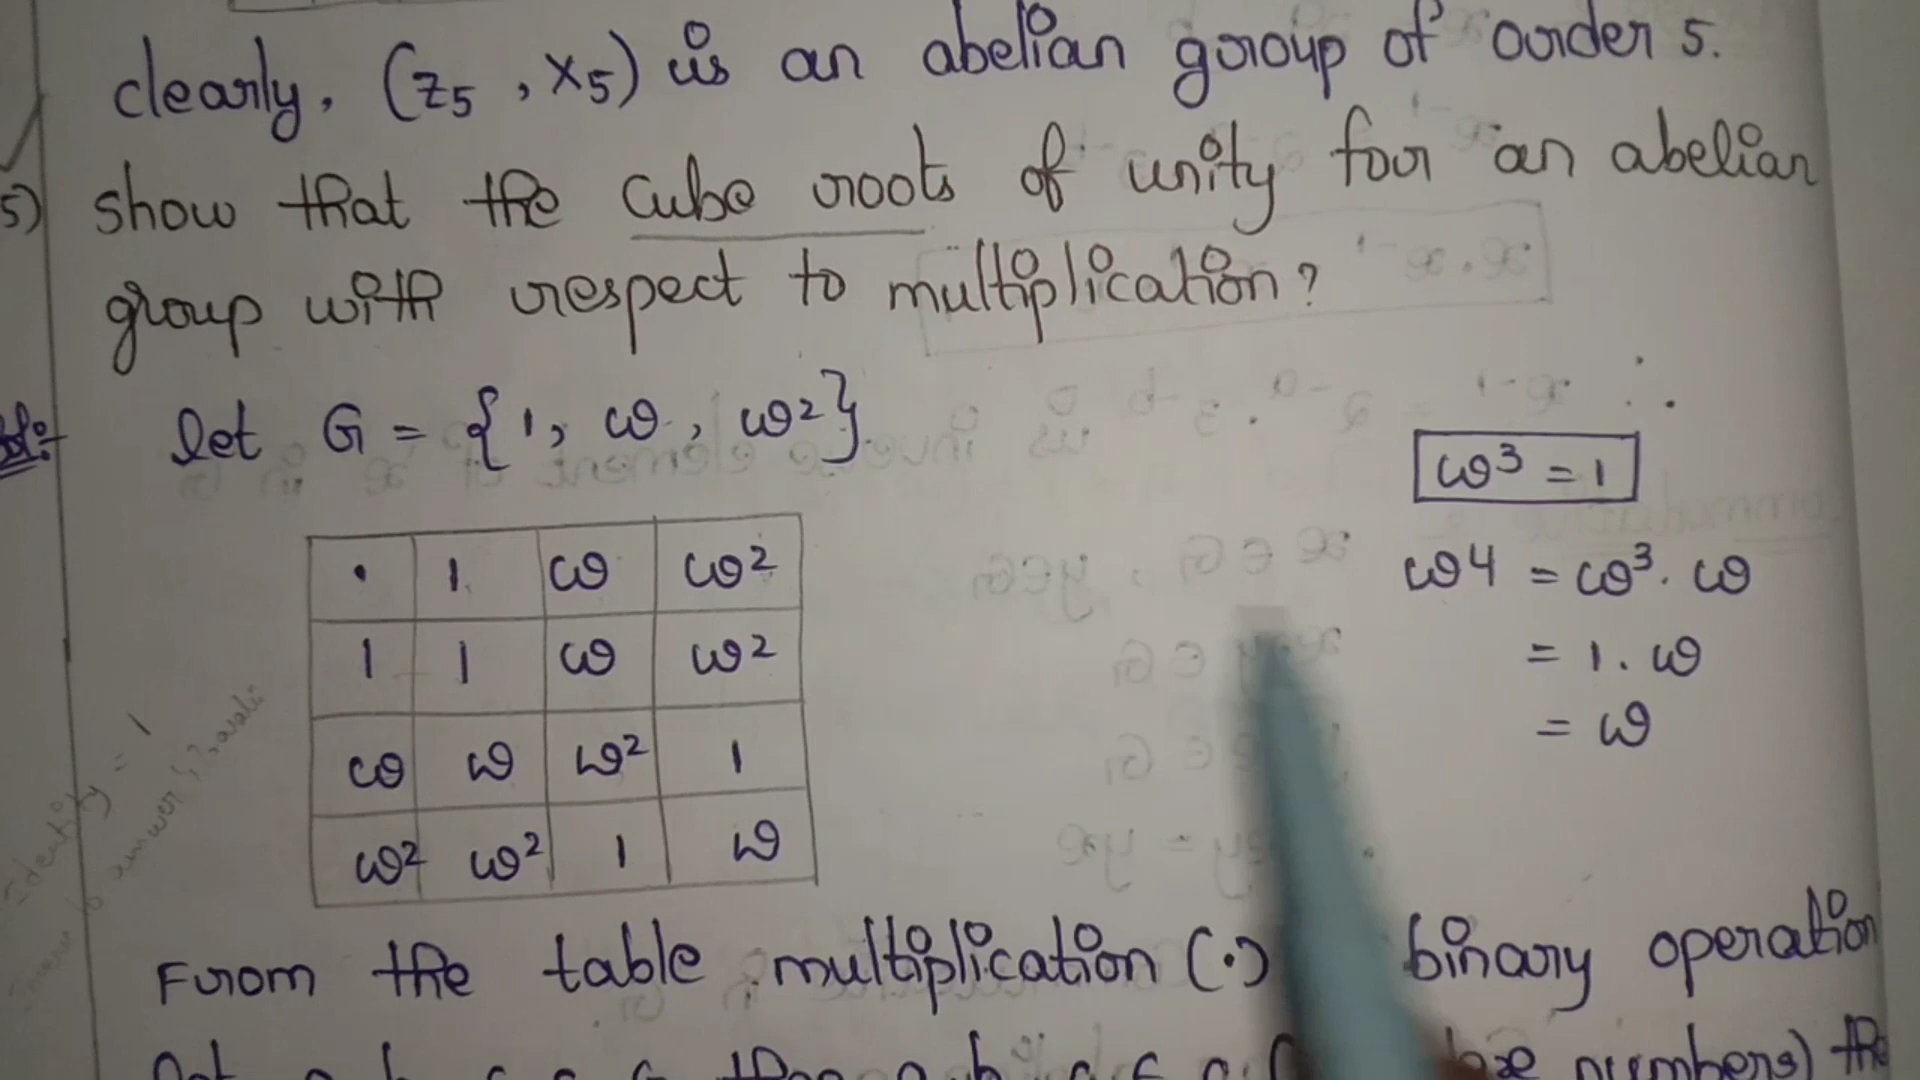 clearly, (z5 , x5) is an abelian group of order 5.
5) show that the cube roots of unity for an abelian
group with respect to multiplication?
let G = {1, ω, ω²}
ω³ = 1
· 1 ω ω²
1 1 ω ω²
ω ω ω² 1
ω² ω² 1 ω
ω4 = ω³. ω
= 1. ω
= ω
From the table multiplication (·) binary operation
numbers)